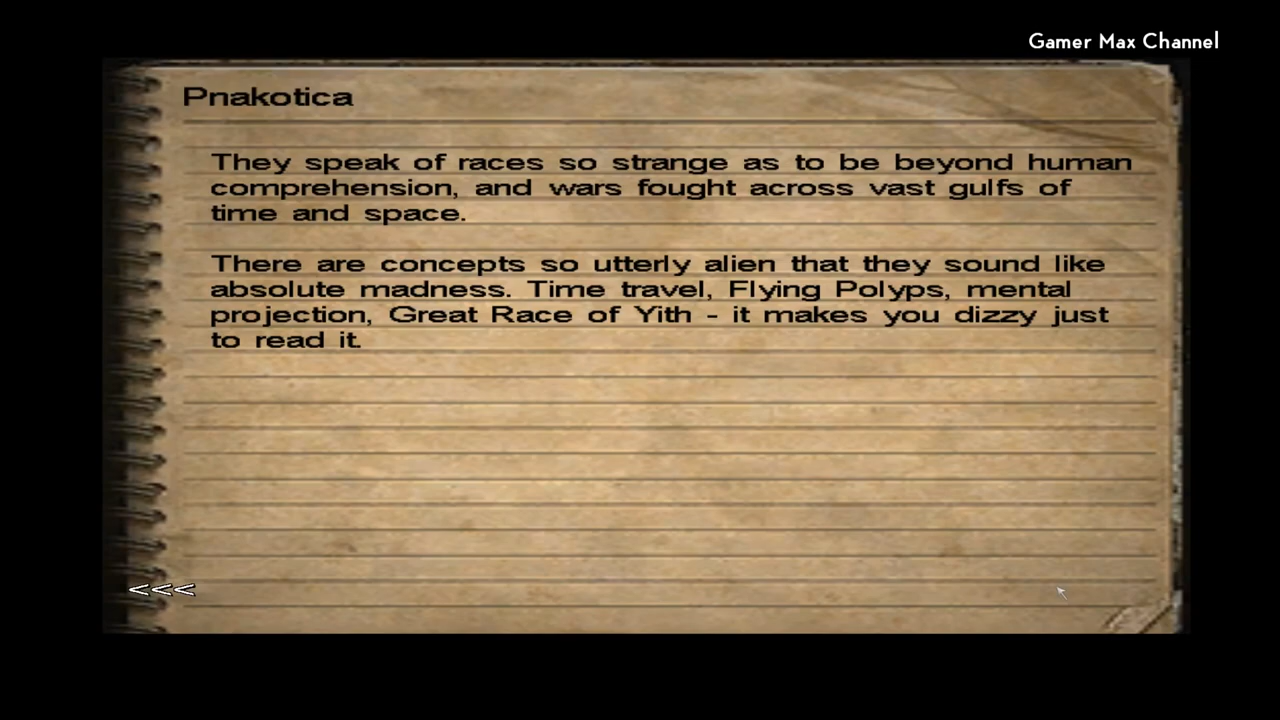 Gamer Max Channel
Pnakotica
They speak of races so strange as to be beyond human
comprehension, and wars fought across vast gulfs of
time and space.
There are concepts so utterly alien that they sound like
absolute madness. Time travel, Flying Polyps, mental
projection, Great Race of Yith - it makes you dizzy just
to read it.
<<<